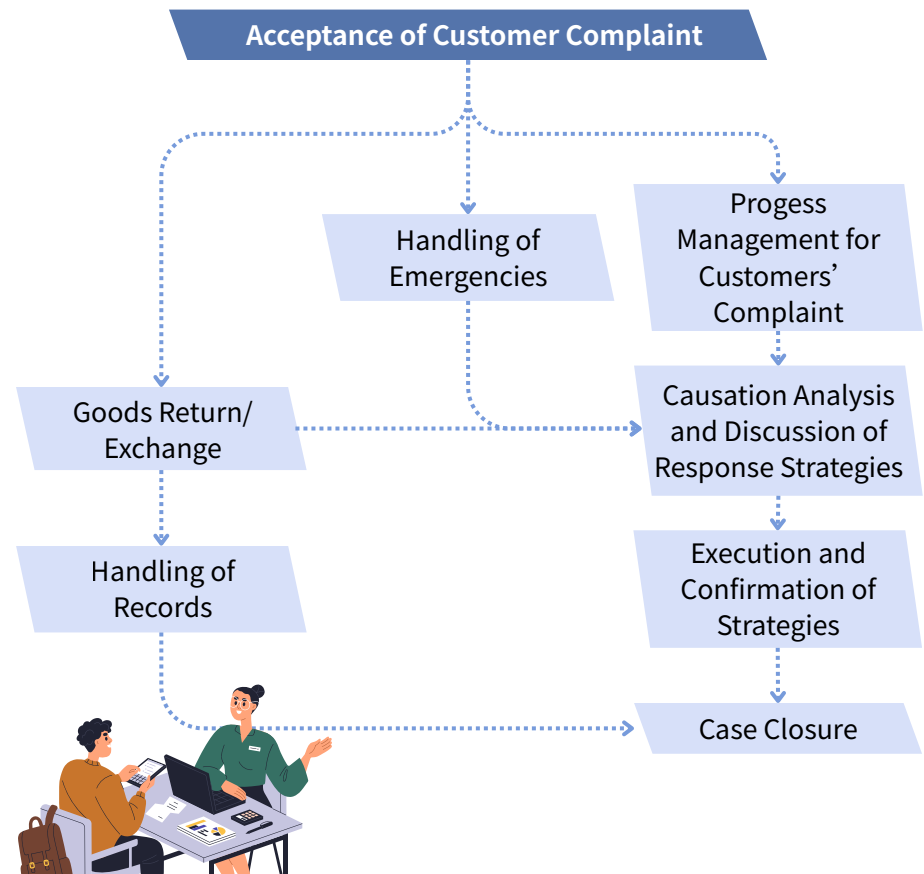 Acceptance of Customer Complaint
Handling of
Emergencies
Progess
Management for
Customers’
Complaint
Goods Return/
Exchange
Causation Analysis
and Discussion of
Response Strategies
Handling of
Records
Execution and
Confirmation of
Strategies
Case Closure